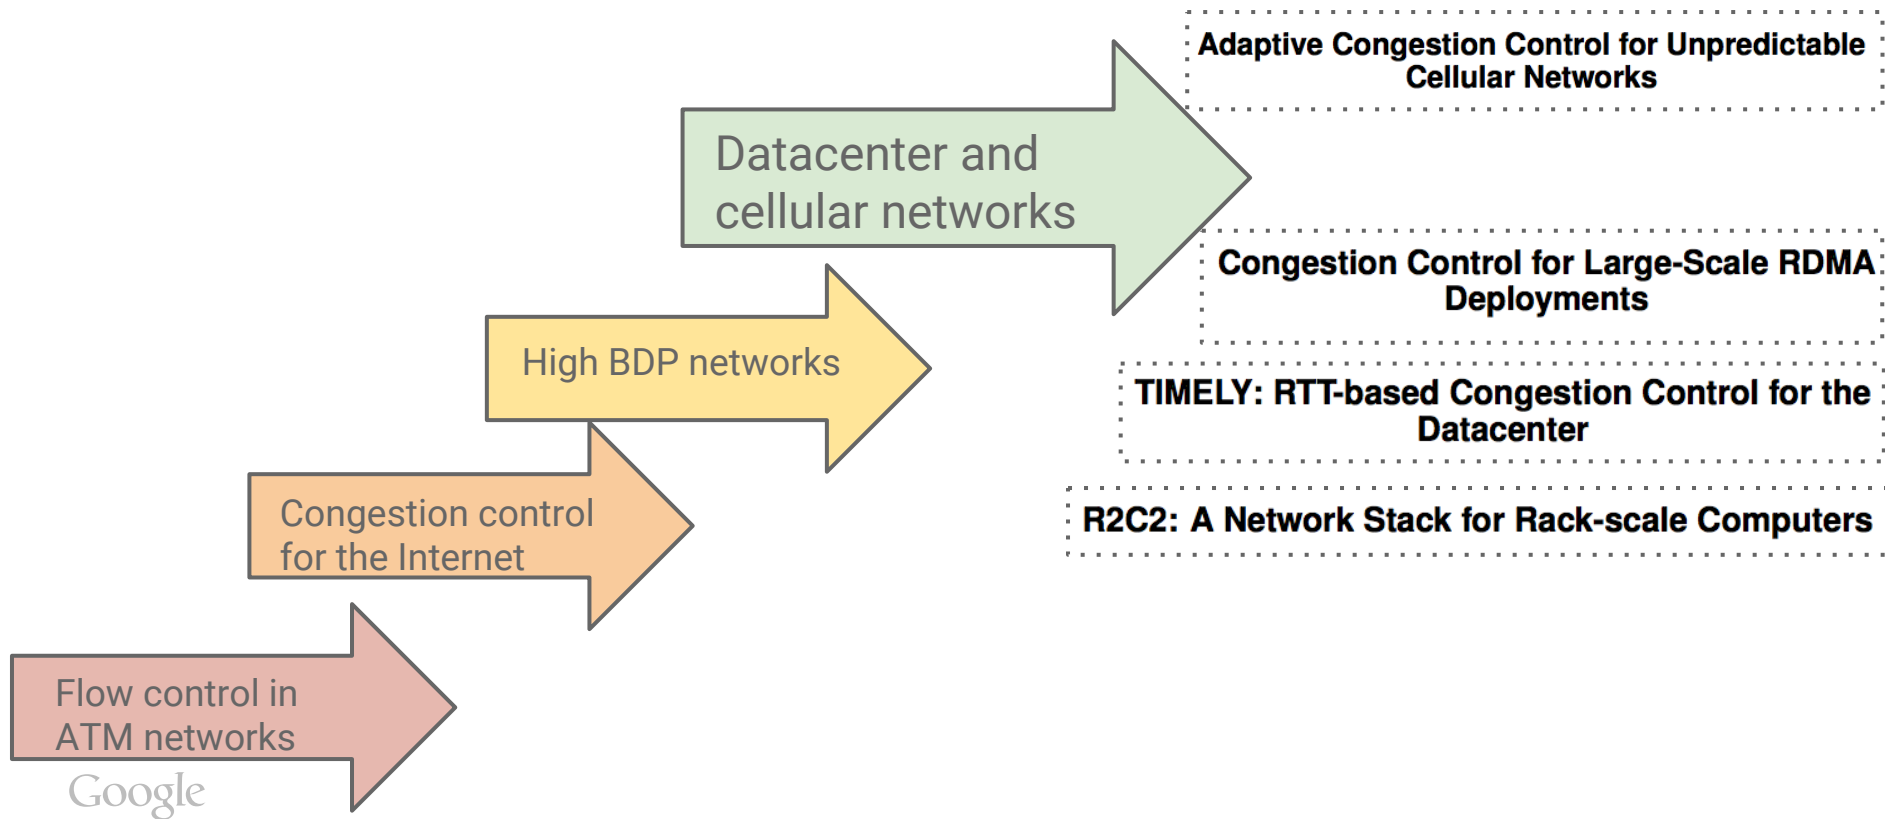 Adaptive Congestion Control for Unpredictable
Cellular Networks
Datacenter and
cellular networks
Congestion Control for Large-Scale RDMA
Deployments
High BDP networks
TIMELY: RTT-based Congestion Control for the
Datacenter
Congestion control
for the Internet
R2C2: A Network Stack for Rack-scale Computers
Flow control in
ATM networks
Google